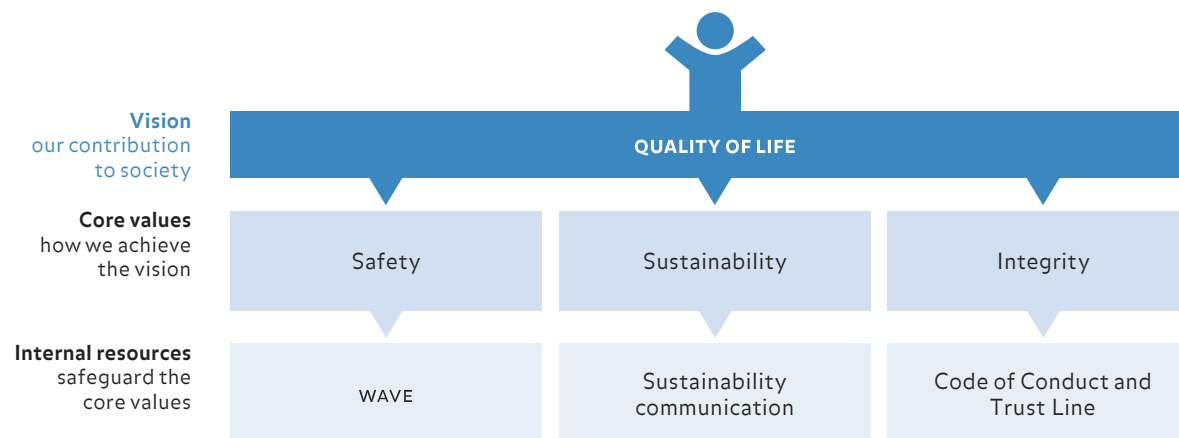 Vision
our contribution
to society
QUALITY OF LIFE
Core values
how we achieve
the vision
Safety
Sustainability
Integrity
Internal resources
safeguard the
core values
WAVE
Sustainability
communication
Code of Conduct and
Trust Line